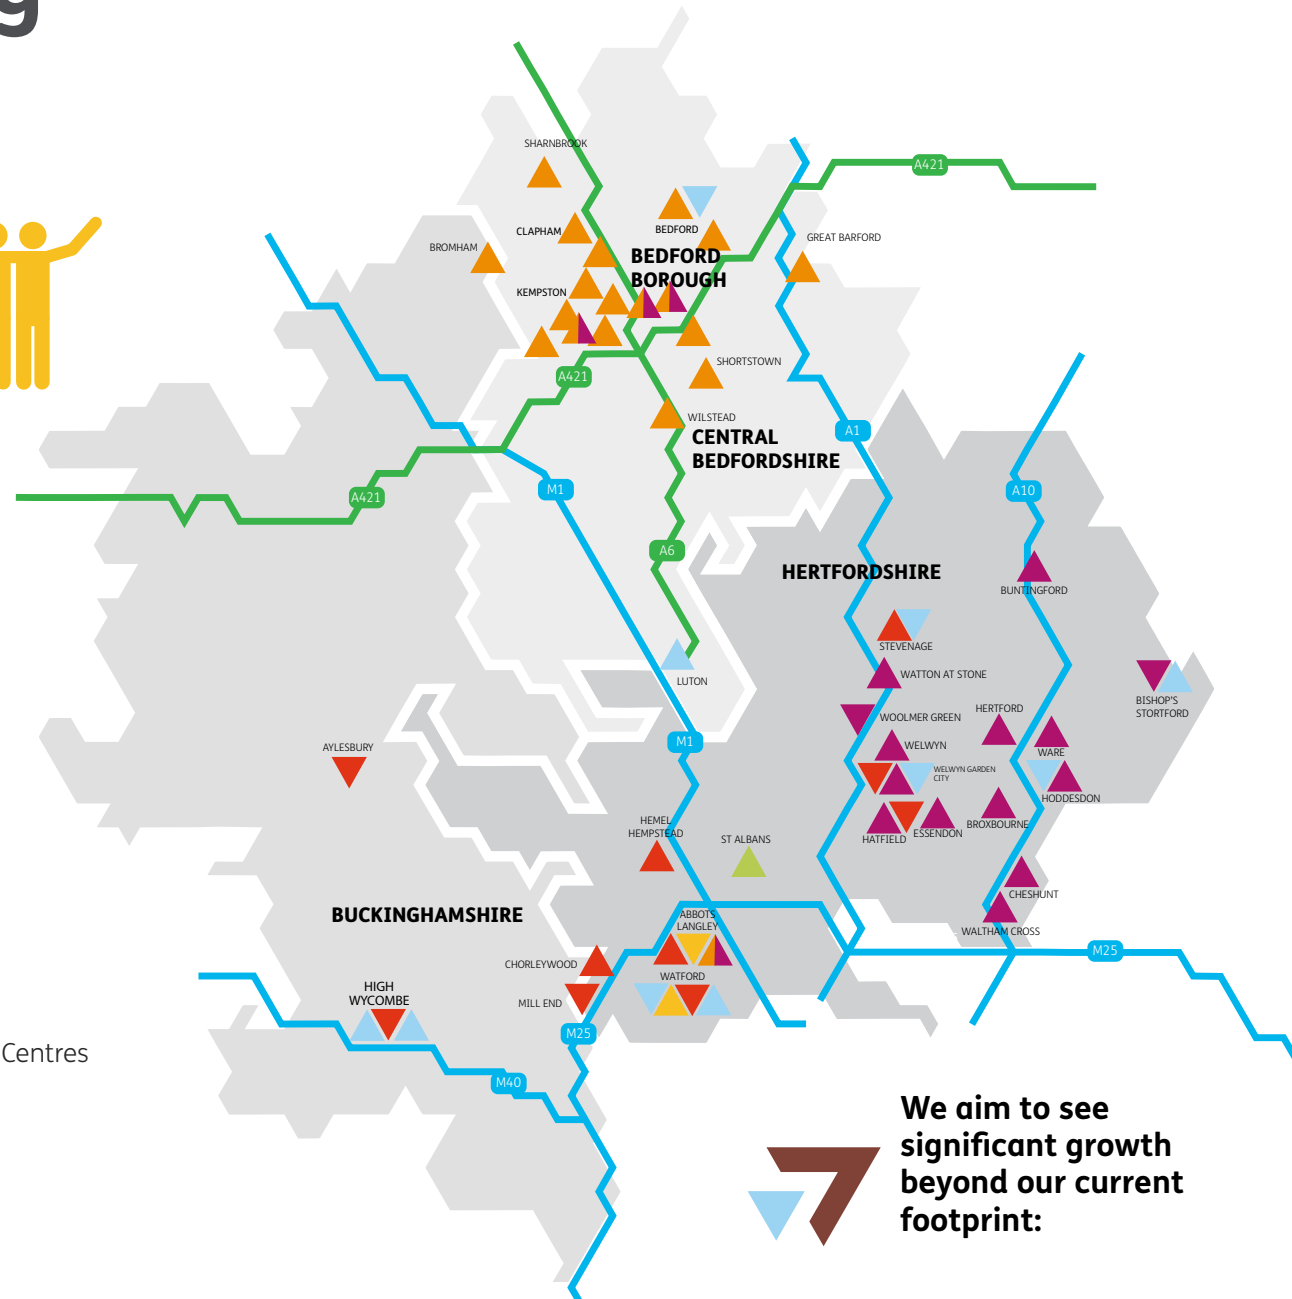 g
SHARNBROOK
A421
CLAPHAM
BEDFORD
BROMHAM
GREAT BARFORD
BEDFORD
BOROUGH
KEMPSTON
SHORTSTOWN
A421
WILSTEAD
A1
CENTRAL
BEDFORDSHIRE
M1
A421
A10
A6
HERTFORDSHIRE
BUNTINGFORD
STEVENAGE
LUTON
WATTON AT STONE
BISHOP'S
STORTFORD
HERTFORD
WOOLMER GREEN
M1
WELWYN
WARE
AYLESBURY
WELWYN GARDEN
CITY
HODDESDON
HEMEL
HEMPSTEAD
ST ALBANS
HATFIELD
ESSENDON
BROXBOURNE
CHESHUNT
BUCKINGHAMSHIRE
ABBOTS
LANGLEY
WALTHAM CROSS
M25
CHORLEYWOOD
WATFORD
HIGH
WYCOMBE
MILL END
M25
Centres
M40
We aim to see
significant growth
beyond our current
footprint: